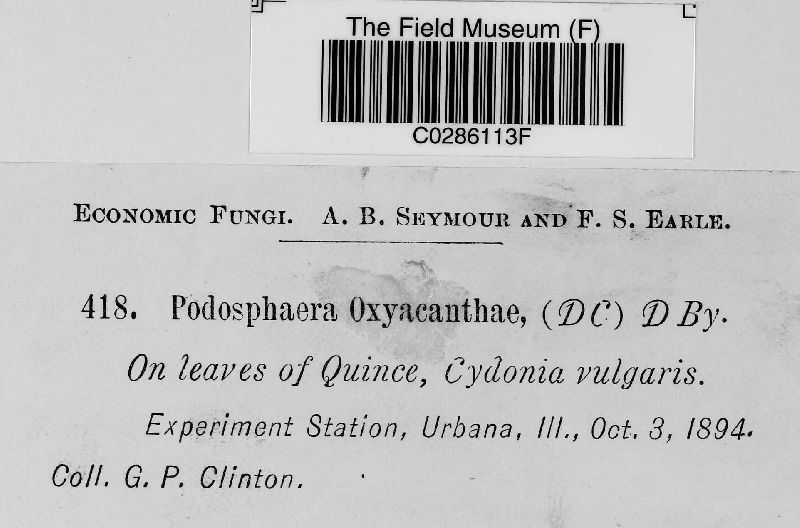 The Field Museum (F)
C0286113F
Economic Fungi. A. B. Seymour and F. S. Earle.
418. Podosphaera Oxyacanthae, (DC) D By.
On leaves of Quince, Cydonia vulgaris.
Experiment Station, Urbana, Ill., Oct. 3, 1894.
Coll. G. P. Clinton.